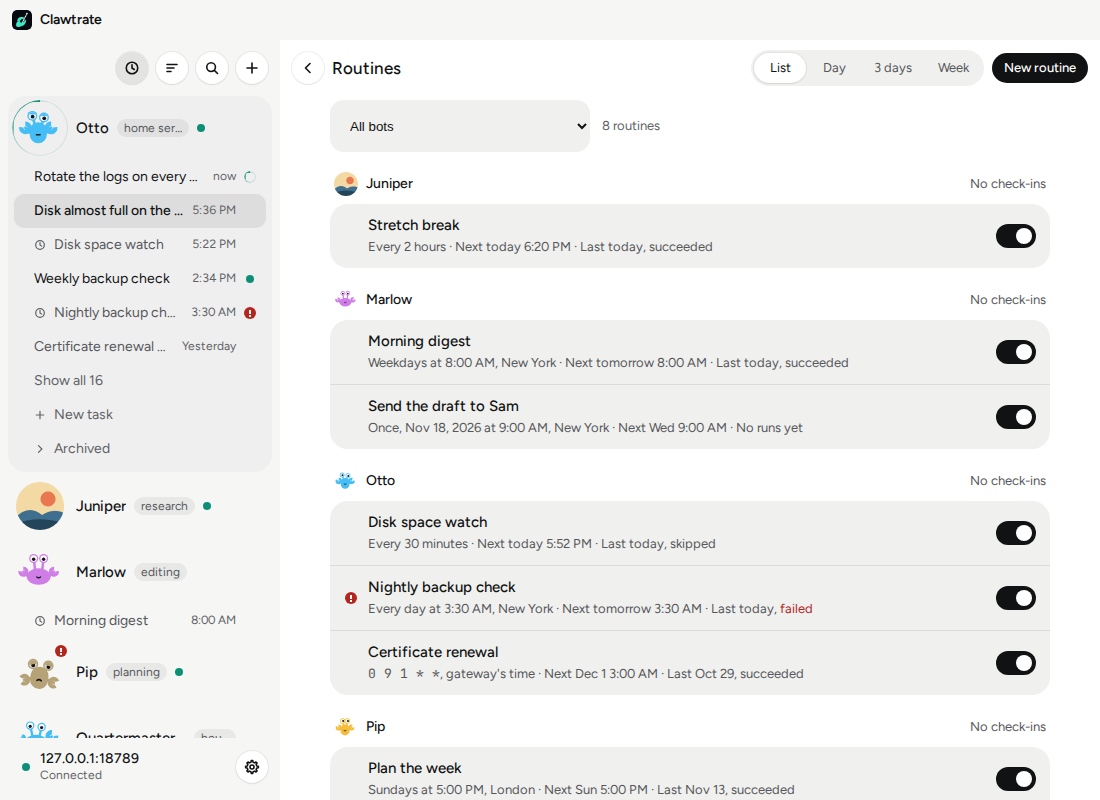 Clawtrate
Otto home ser...
Rotate the logs on every ... now
Disk almost full on the ... 5:36 PM
Disk space watch 5:22 PM
Weekly backup check 2:34 PM
Nightly backup ch... 3:30 AM
Certificate renewal ... Yesterday
Show all 16
New task
Archived
Juniper research
Marlow editing
Morning digest 8:00 AM
Pip planning
127.0.0.1:18789
Connected
Routines
List Day 3 days Week New routine
All bots 8 routines
Juniper No check-ins
Stretch break
Every 2 hours · Next today 6:20 PM · Last today, succeeded
Marlow No check-ins
Morning digest
Weekdays at 8:00 AM, New York · Next tomorrow 8:00 AM · Last today, succeeded
Send the draft to Sam
Once, Nov 18, 2026 at 9:00 AM, New York · Next Wed 9:00 AM · No runs yet
Otto No check-ins
Disk space watch
Every 30 minutes · Next today 5:52 PM · Last today, skipped
Nightly backup check
Every day at 3:30 AM, New York · Next tomorrow 3:30 AM · Last today, failed
Certificate renewal
0 9 1 * *, gateway's time · Next Dec 1 3:00 AM · Last Oct 29, succeeded
Pip No check-ins
Plan the week
Sundays at 5:00 PM, London · Next Sun 5:00 PM · Last Nov 13, succeeded